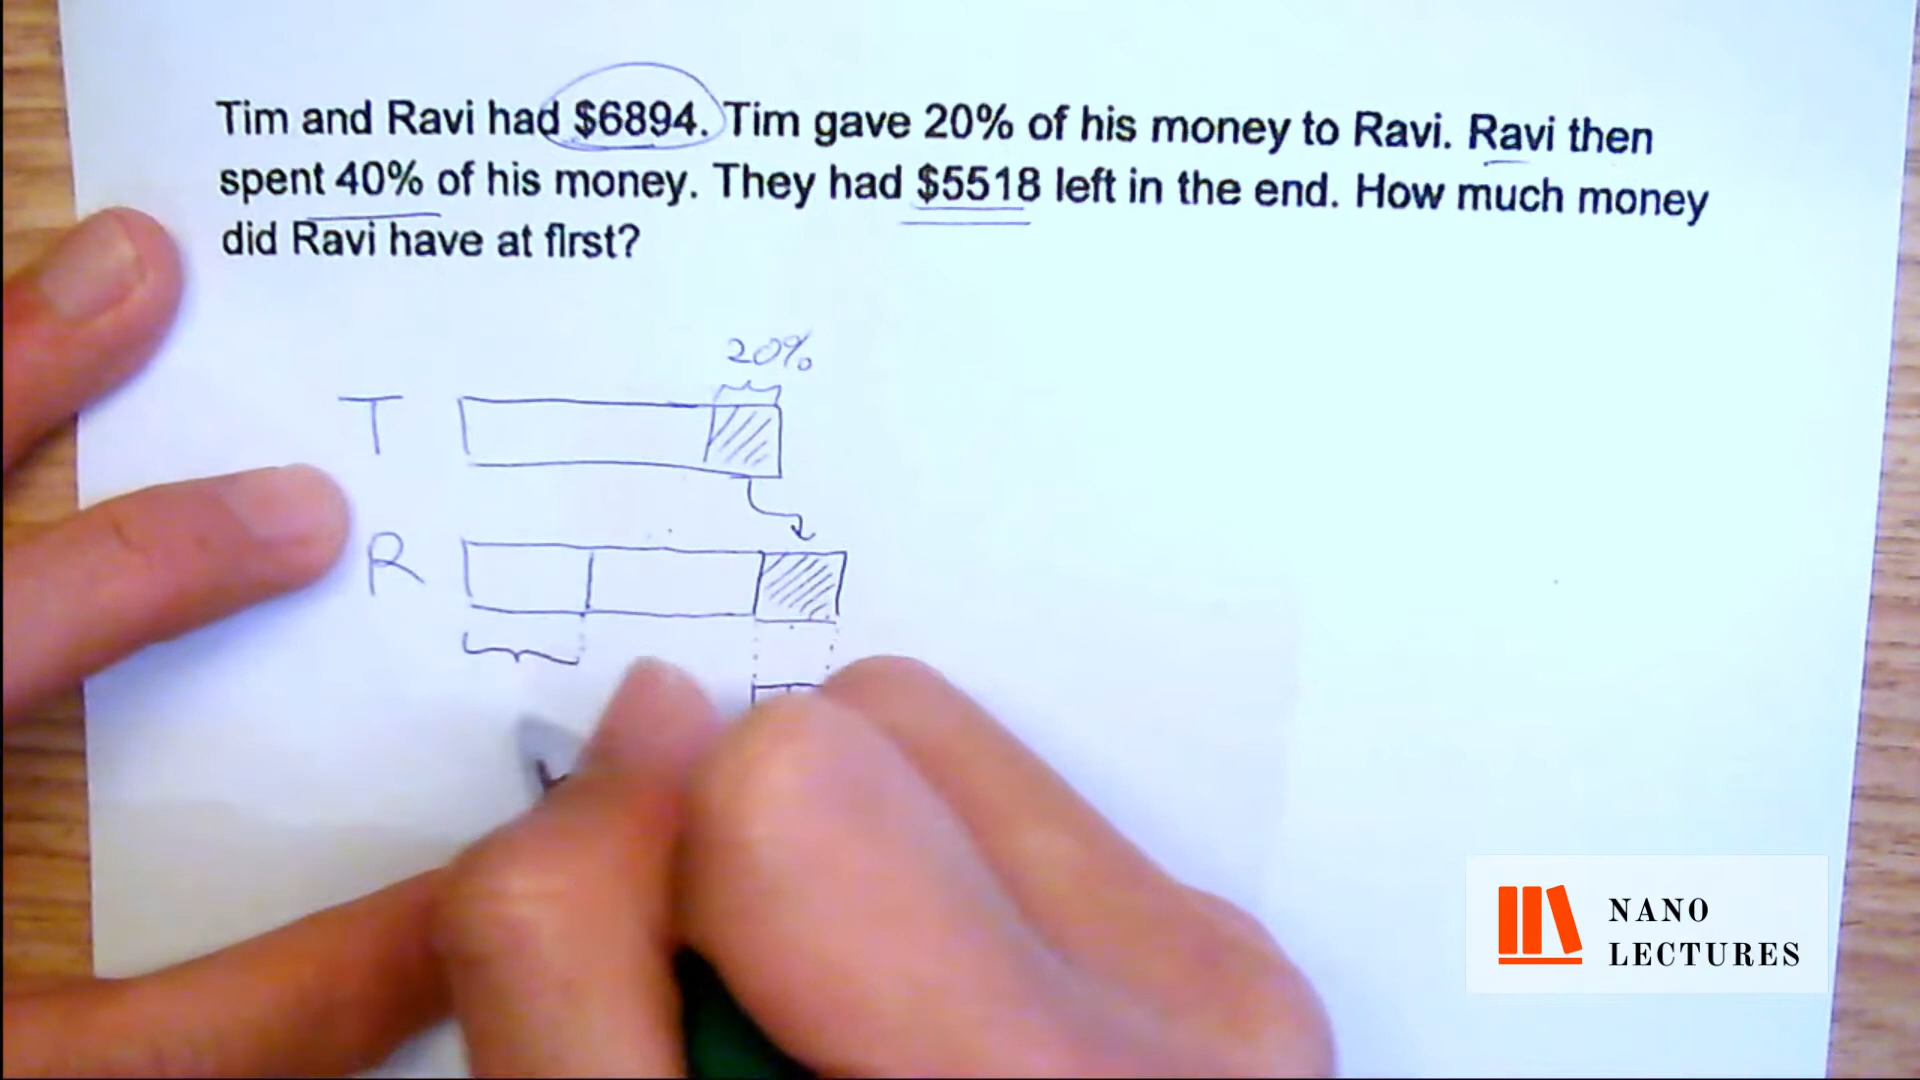 Tim and Ravi had $6894. Tim gave 20% of his money to Ravi. Ravi then
spent 40% of his money. They had $5518 left in the end. How much money
did Ravi have at first?
20%
T
R
NANO
LECTURES